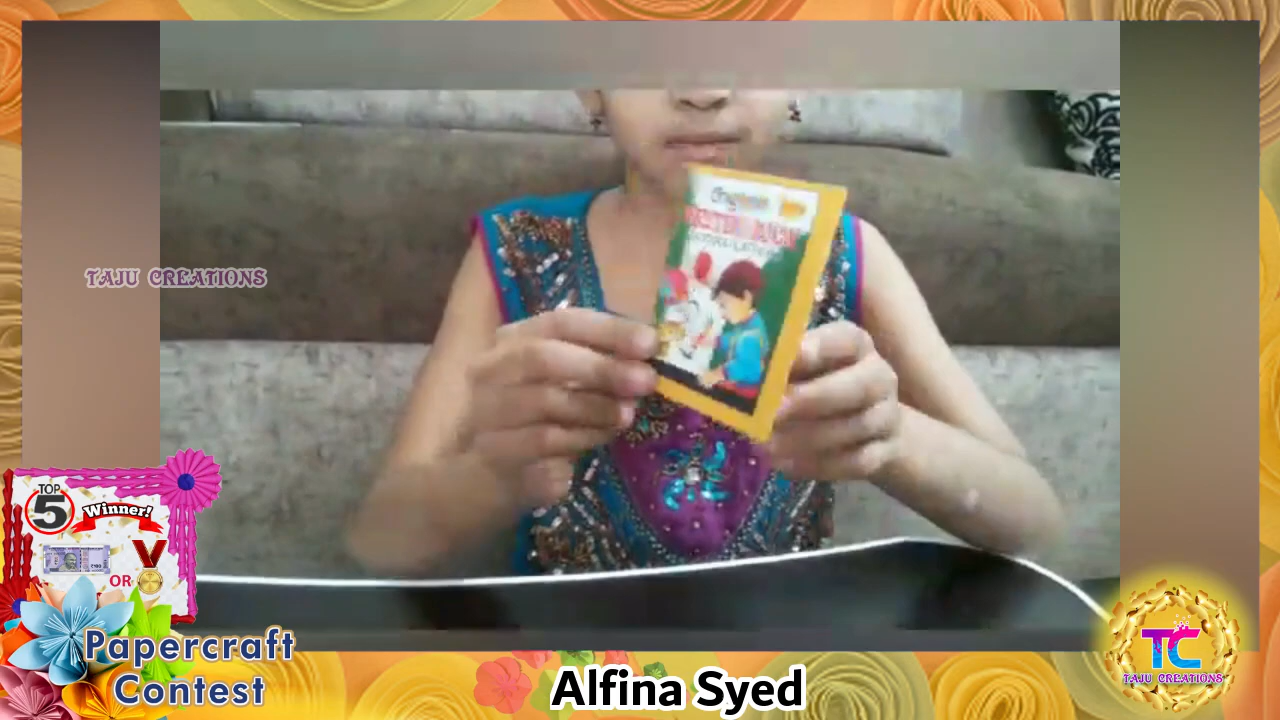 TAJU CREATIONS
TOP
5
Winner!
OR
Papercraft
Contest
Alfina Syed
TC
TAJU CREATIONS